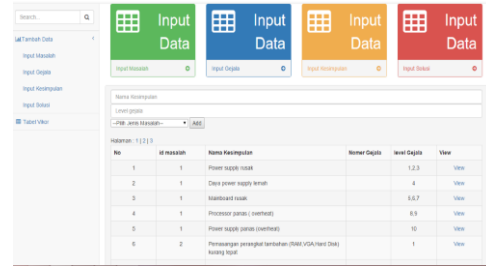 Search...
Tambah Data
Input Masalah
Input Gejala
Input Kesimpulan
Input Solusi
Tabel Vikor
Input Data
Input Masalah
Input Data
Input Gejala
Input Data
Input Kesimpulan
Input Data
Input Solusi
Nama Kesimpulan
Level gejala
--Pilih Jenis Masalah-- Add
Halaman : 1 | 2 | 3
No id masalah Nama Kesimpulan Nomer Gejala level Gejala View
1 1 Power supply rusak 1,2,3 View
2 1 Daya power supply lemah 4 View
3 1 Mainboard rusak 5,6,7 View
4 1 Processor panas ( overheat) 8,9 View
5 1 Power supply panas (overheat) 10 View
6 2 Pemasangan perangkat tambahan (RAM,VGA,Hard Disk) 1 View
kurang tepat